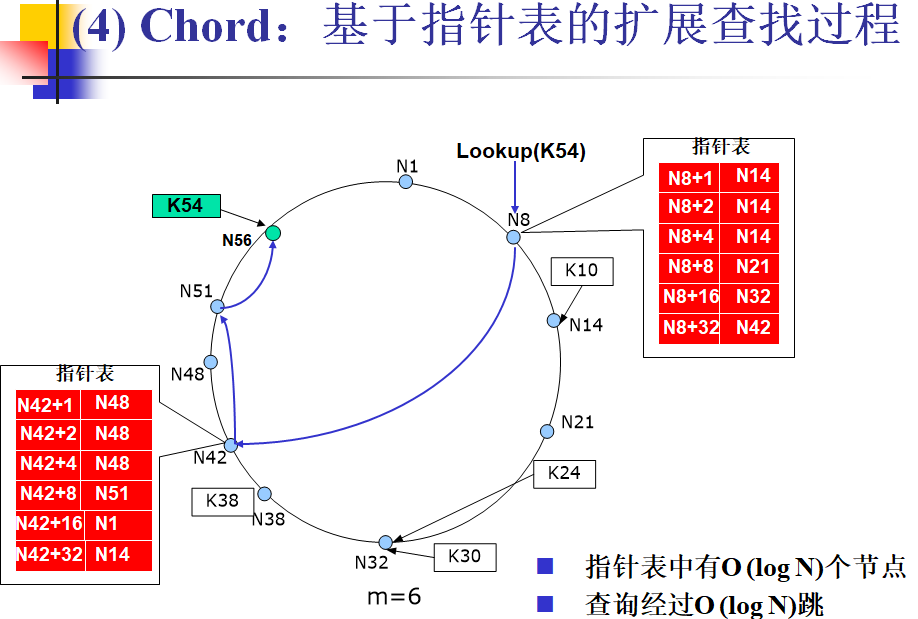 (4) Chord：基于指针表的扩展查找过程
Lookup(K54)
指针表
N8+1 N14
N8+2 N14
N8+4 N14
N8+8 N21
N8+16 N32
N8+32 N42
N1
N8
K54
N56
K10
N51
N14
N48
指针表
N42+1 N48
N42+2 N48
N42+4 N48
N42+8 N51
N42+16 N1
N42+32 N14
N21
N42
K24
K38
N38
N32
K30
m=6
指针表中有O (log N)个节点
查询经过O (log N)跳